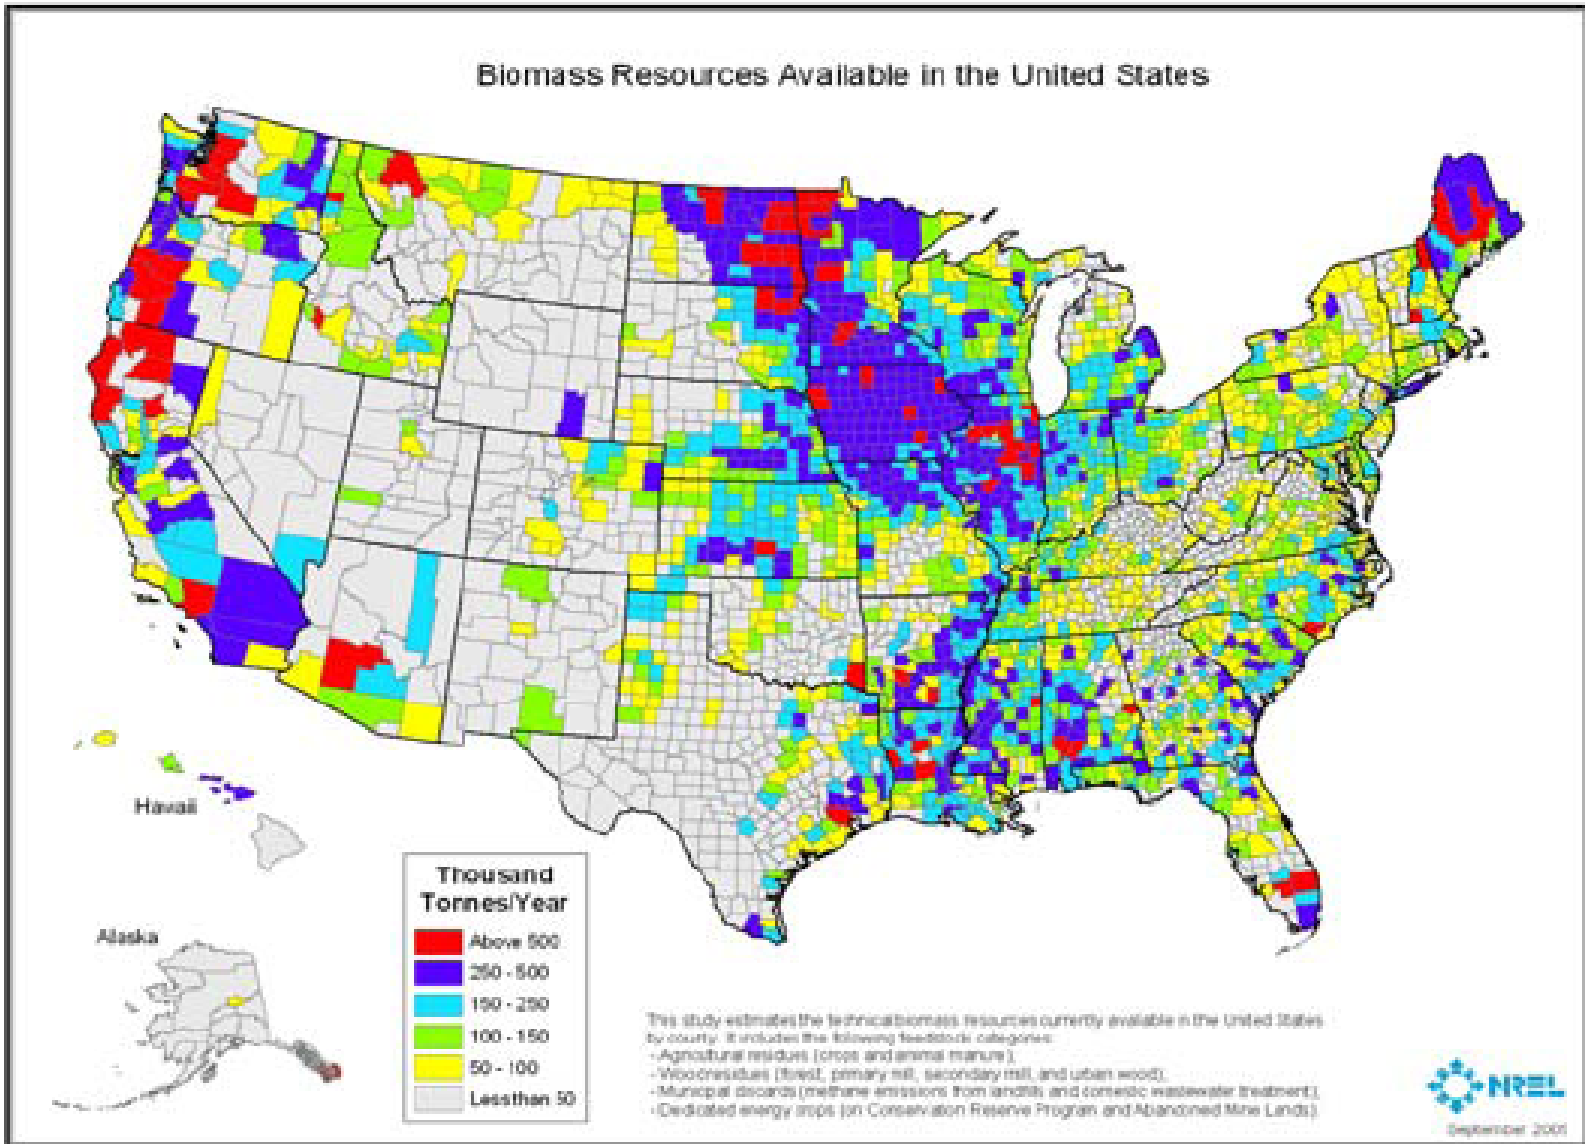 Biomass Resources Available in the United States
Hawaii
Alaska
Thousand
Tonnes/Year
Above 500
250 - 500
150 - 250
100 - 150
50 - 100
Less than 50
This study estimates the technical biomass resources currently available in the United States
by county. It includes the following feedstock categories:
- Agricultural residues (crops and animal manure);
- Wood residues (forest, primary mill, secondary mill, and urban wood);
- Municipal discards (methane emissions from landfills and domestic wastewater treatment);
- Dedicated energy crops (on Conservation Reserve Program and Abandoned Mine Lands).
NREL
September 2005